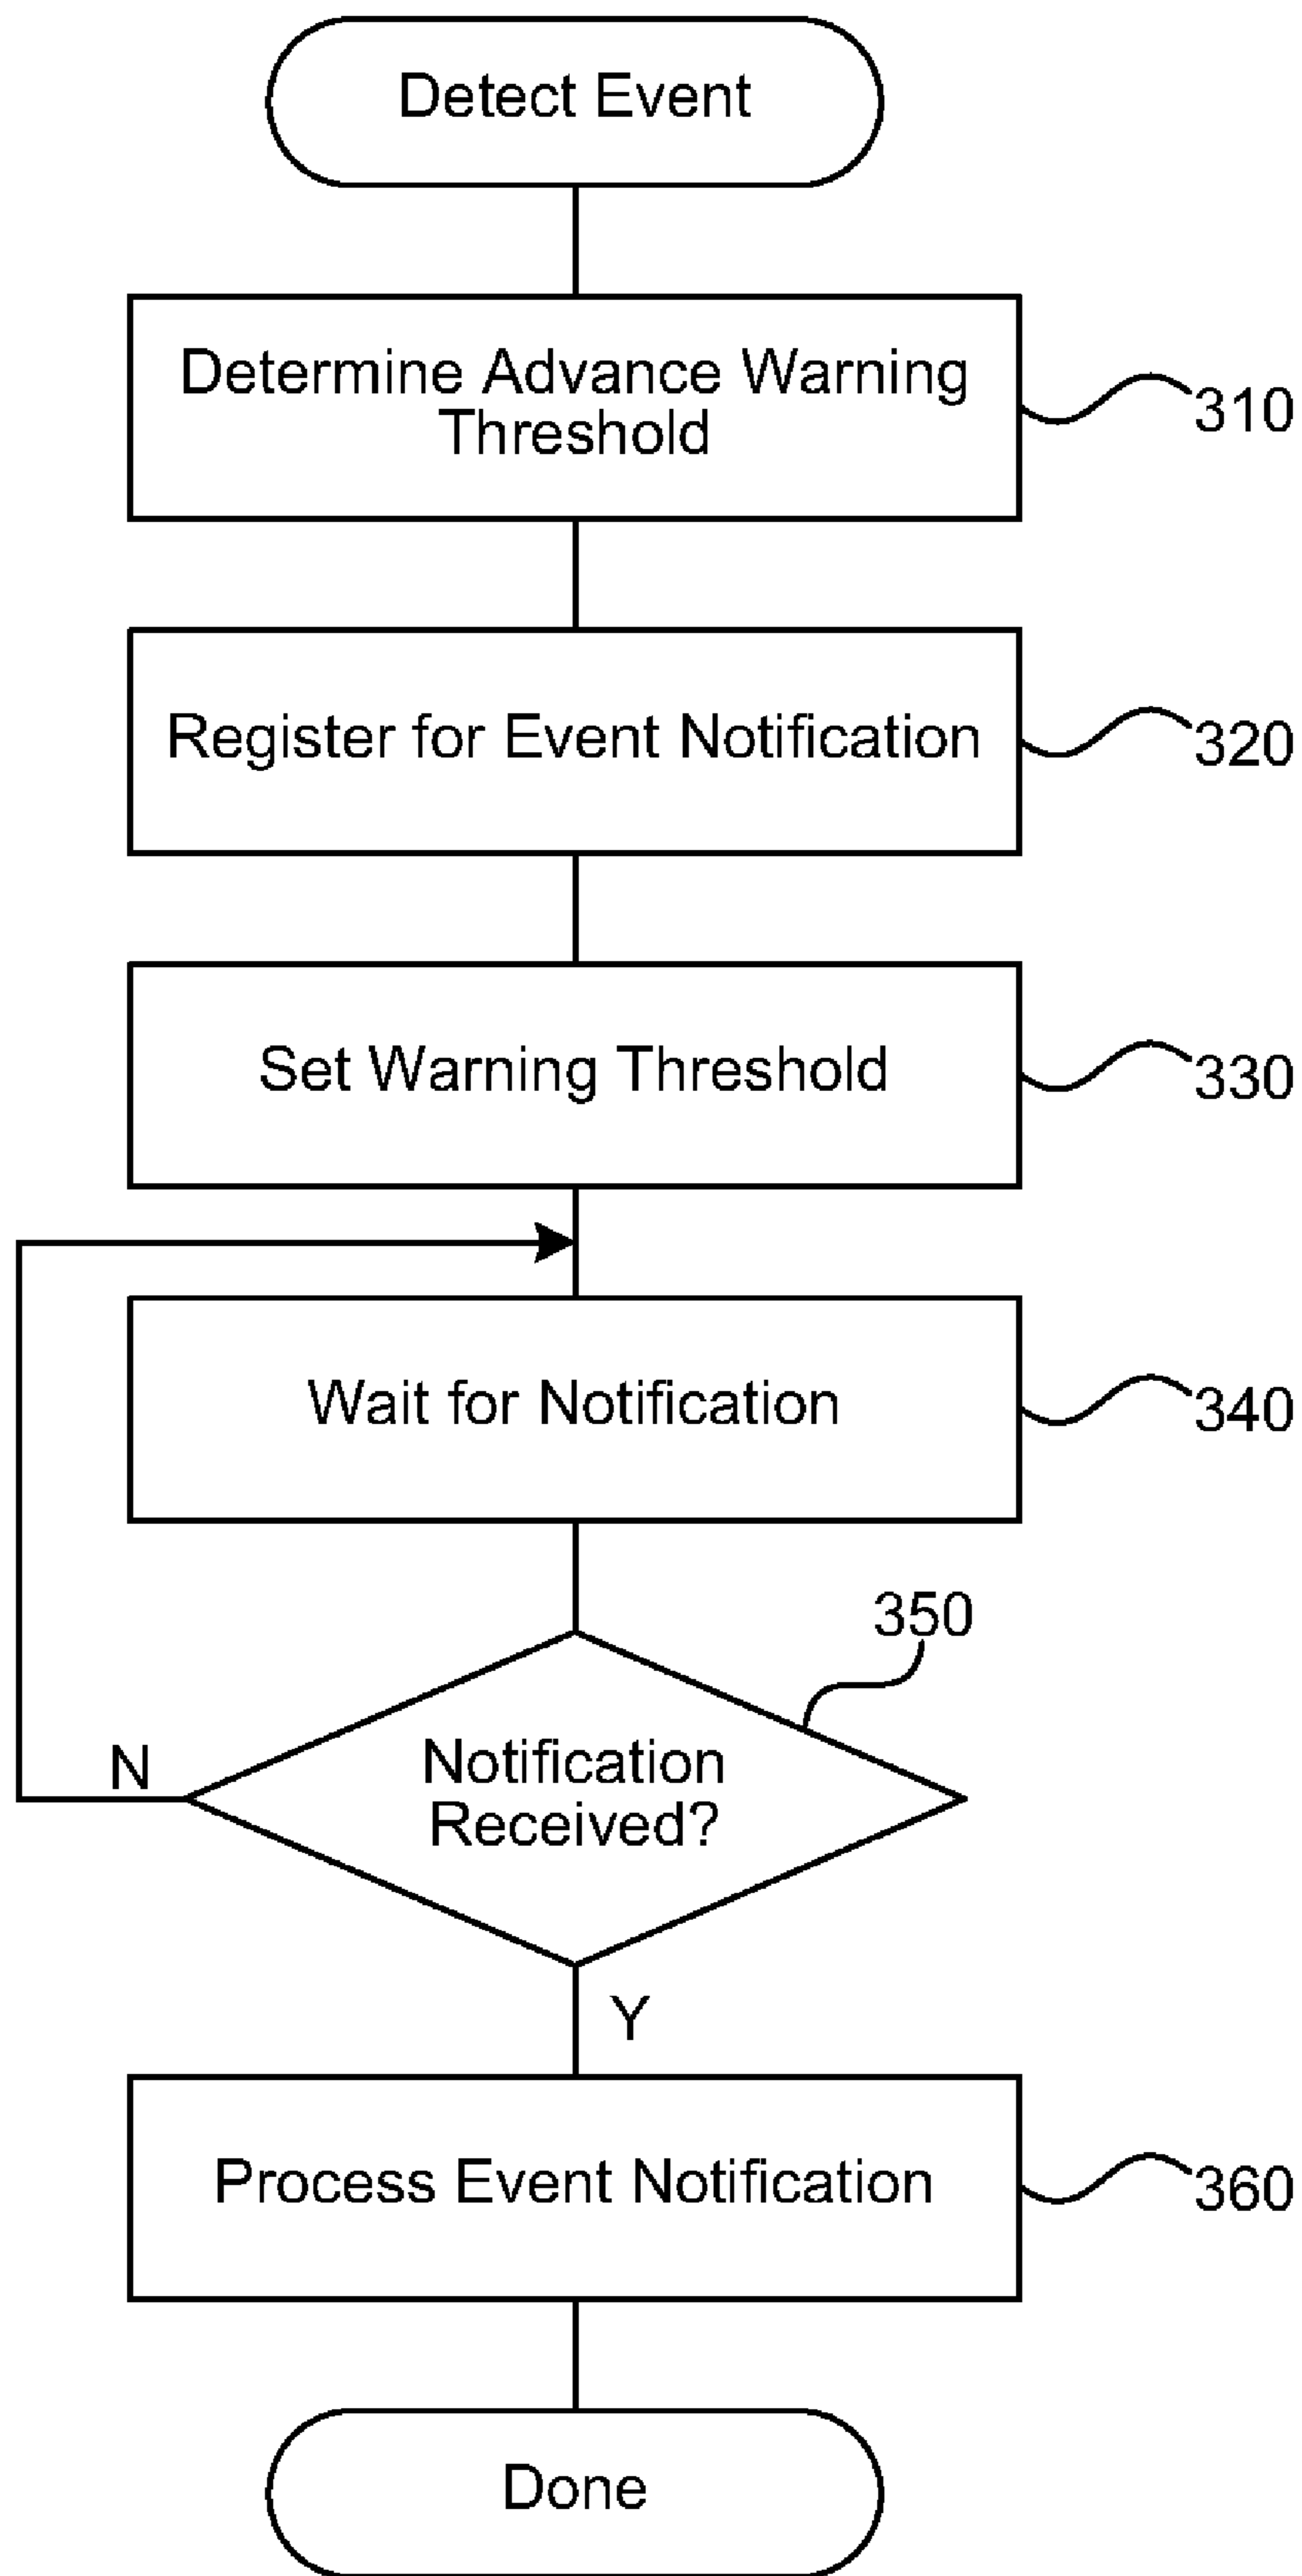 Detect Event
Determine Advance Warning
Threshold
310
Register for Event Notification
320
Set Warning Threshold
330
Wait for Notification
340
350
Notification
Received?
N
Y
Process Event Notification
360
Done